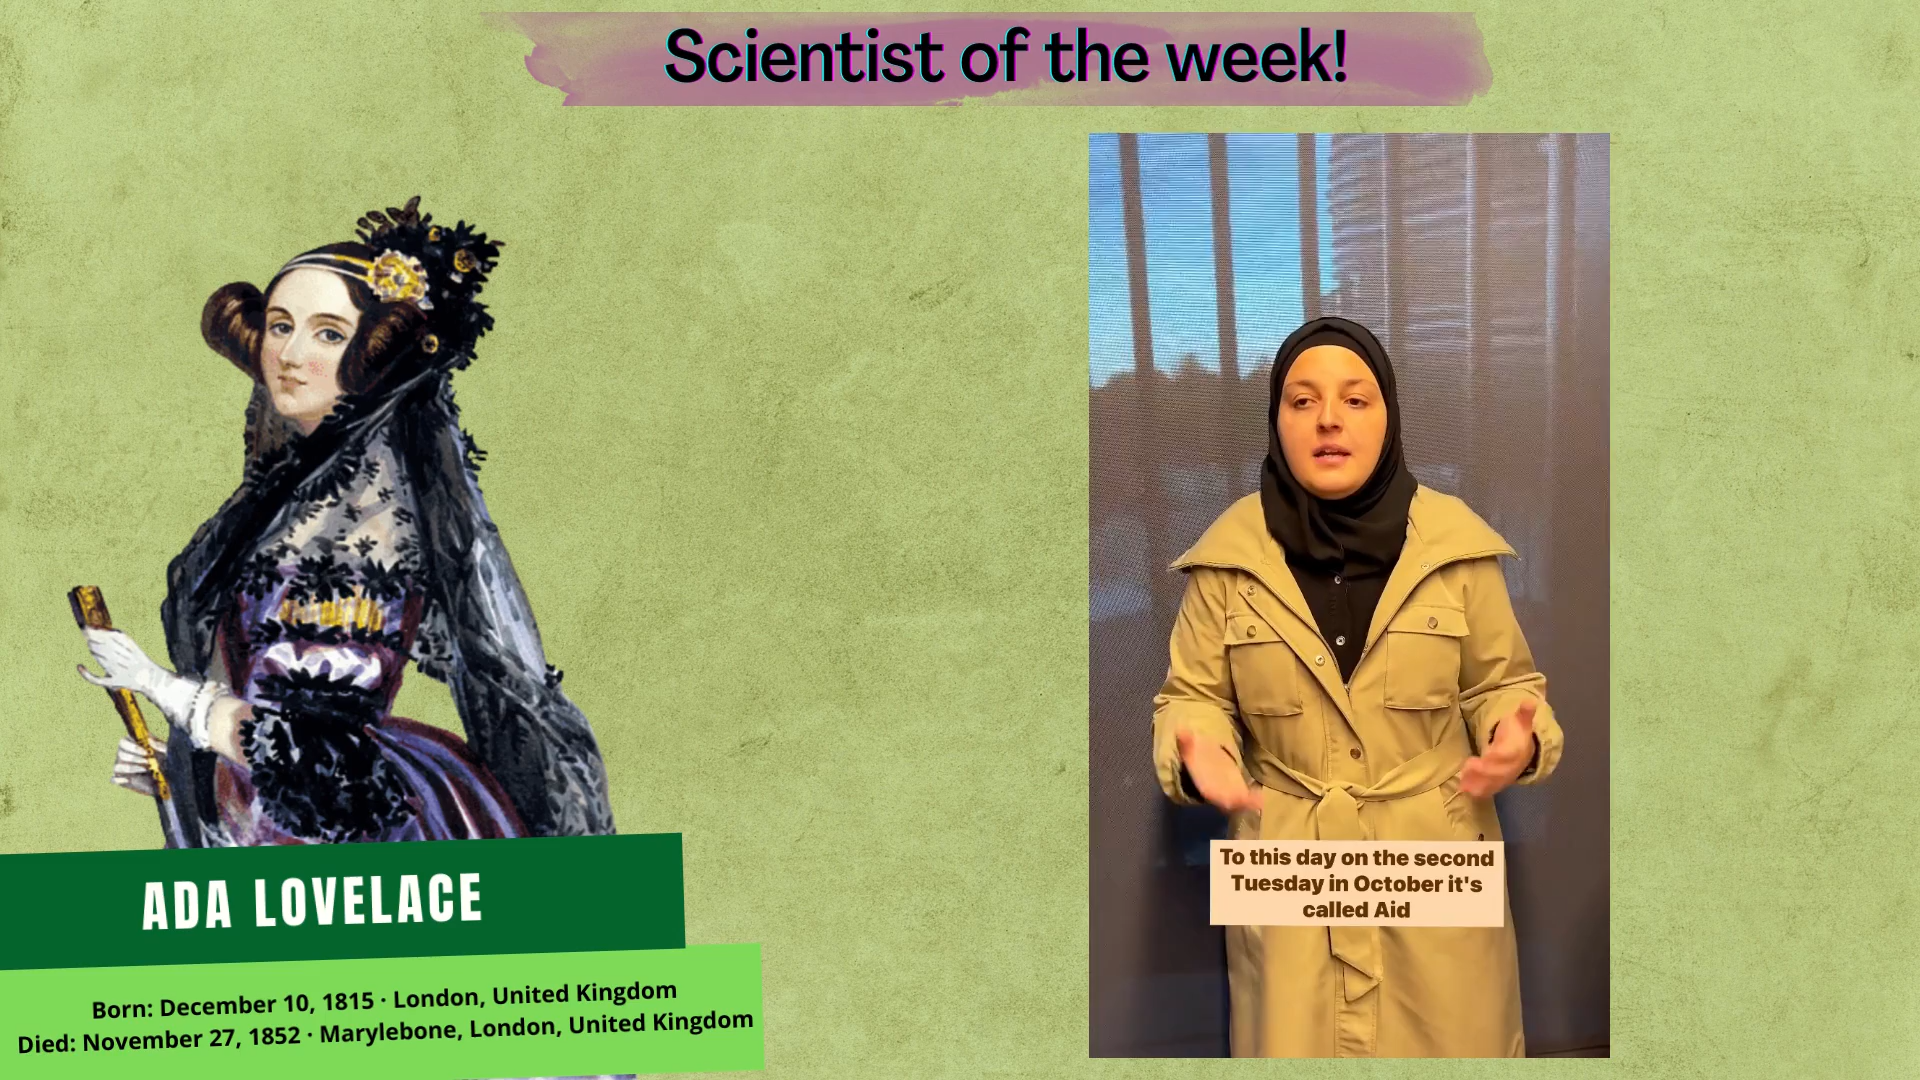 Scientist of the week!
ADA LOVELACE
Born: December 10, 1815 · London, United Kingdom
Died: November 27, 1852 · Marylebone, London, United Kingdom
To this day on the second
Tuesday in October it's
called Aid